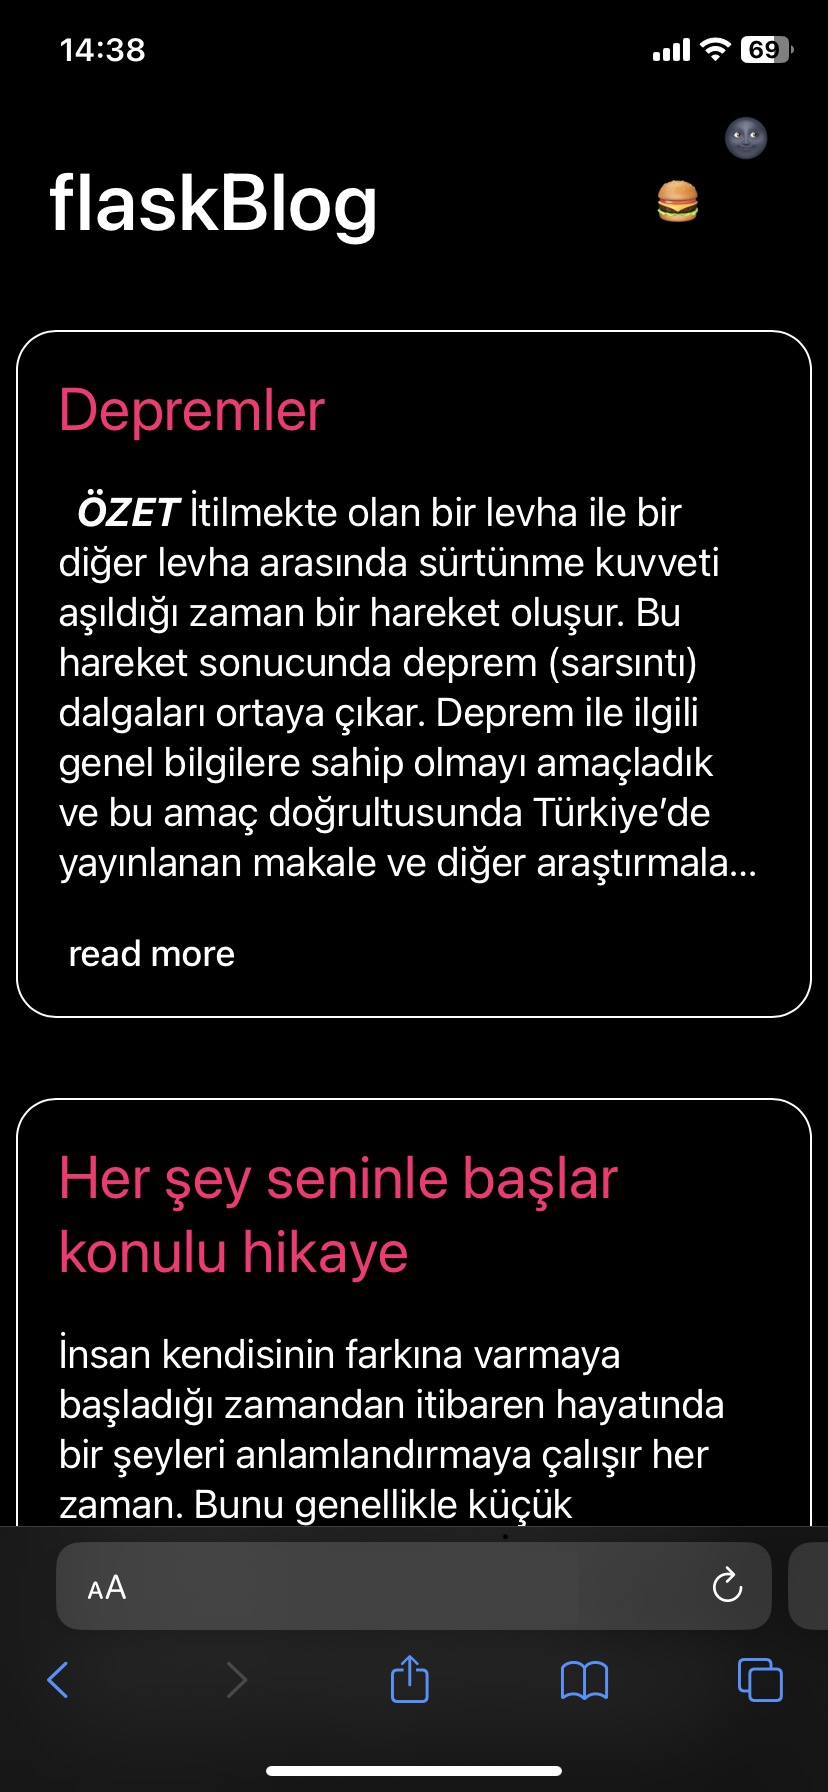 14:38
69
flaskBlog
Depremler
ÖZET İtilmekte olan bir levha ile bir
diğer levha arasında sürtünme kuvveti
aşıldığı zaman bir hareket oluşur. Bu
hareket sonucunda deprem (sarsıntı)
dalgaları ortaya çıkar. Deprem ile ilgili
genel bilgilere sahip olmayı amaçladık
ve bu amaç doğrultusunda Türkiye’de
yayınlanan makale ve diğer araştırmala...
read more
Her şey seninle başlar
konulu hikaye
İnsan kendisinin farkına varmaya
başladığı zamandan itibaren hayatında
bir şeyleri anlamlandırmaya çalışır her
zaman. Bunu genellikle küçük
AA